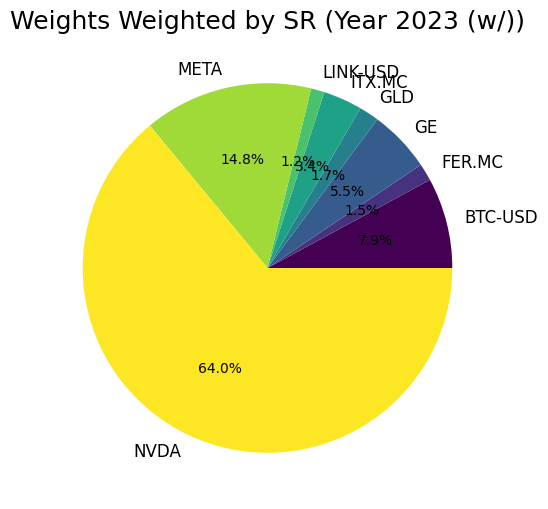 Weights Weighted by SR (Year 2023 (w/))
META
LINK-USD
ITX.MC
GLD
GE
FER.MC
BTC-USD
NVDA
14.8%
1.2%
3.4%
1.7%
5.5%
1.5%
7.9%
64.0%